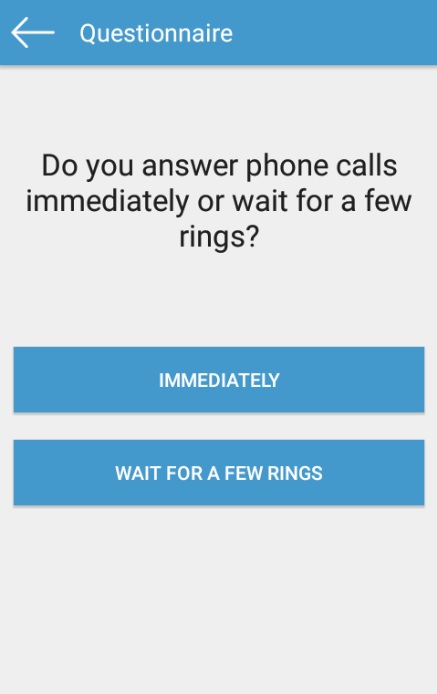 Questionnaire
Do you answer phone calls
immediately or wait for a few
rings?
IMMEDIATELY
WAIT FOR A FEW RINGS